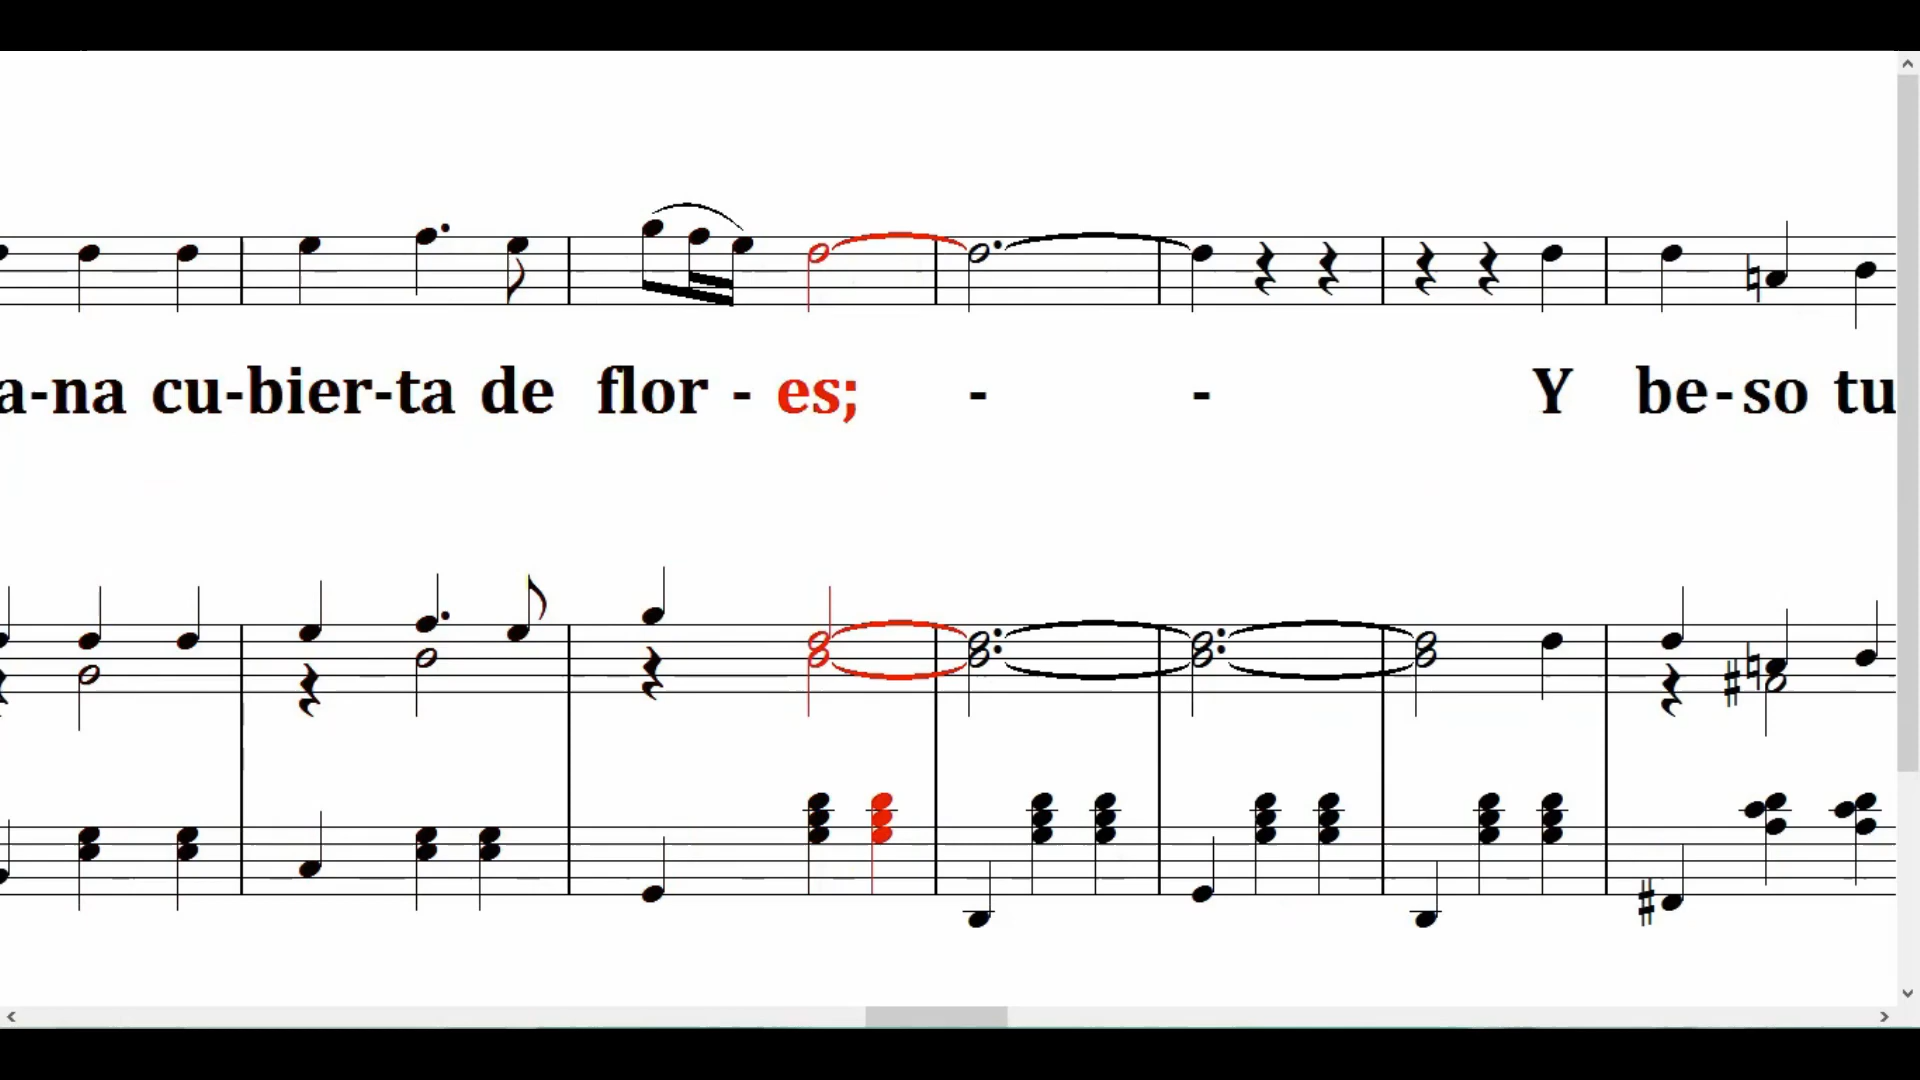 a-na cu-bier-ta de flor - es; - - Y be-so tu